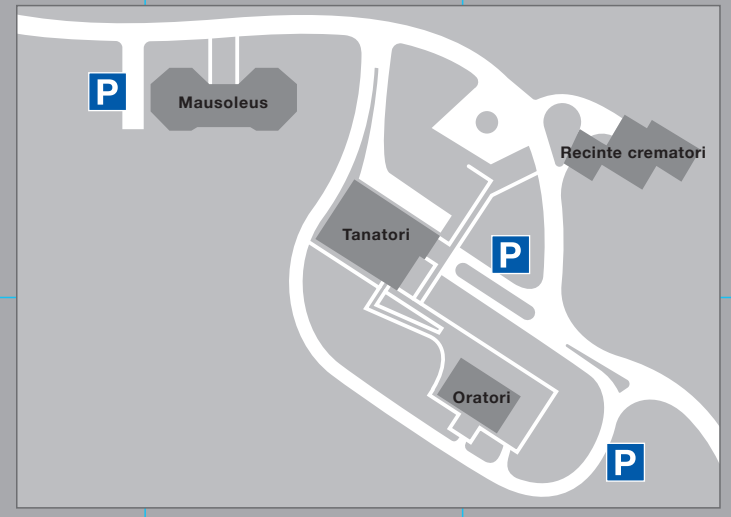 P
Mausoleus
Recinte crematori
Tanatori
P
Oratori
P